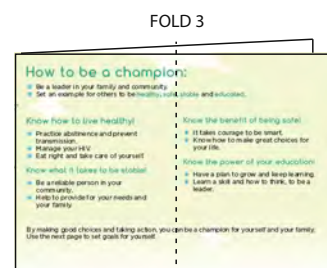 FOLD 3
How to be a champion:
Be a leader in your family and community.
Set an example for others to be healthy, safe, stable and educated.
Know how to live healthy!
Practice abstinence and prevent
transmission.
Manage your HIV.
Eat right and take care of yourself
Know what it takes to be stable!
Be a reliable person in your
community.
Help to provide for your needs and
your family
Know the benefit of being safe!
It takes courage to be smart.
Know how to make great choices for
your life.
Know the power of your education!
Have a plan to grow and keep learning.
Learn a skill and how to think, to be a
leader.
By making good choices and taking action, you can be a champion for yourself and your family.
Use the next page to set goals for yourself.